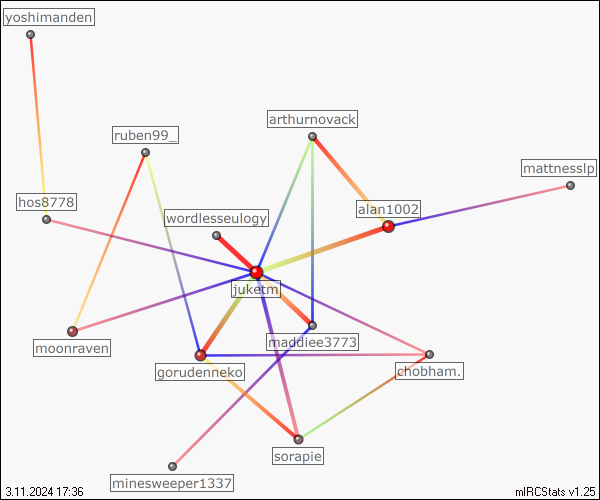 yoshimanden
arthurnovack
ruben99_
mattnesslp
hos8778
alan1002
wordlesseulogy
juketm
maddiee3773
moonraven
gorudenneko
chobham.
sorapie
minesweeper1337
3.11.2024 17:36
mIRCStats v1.25